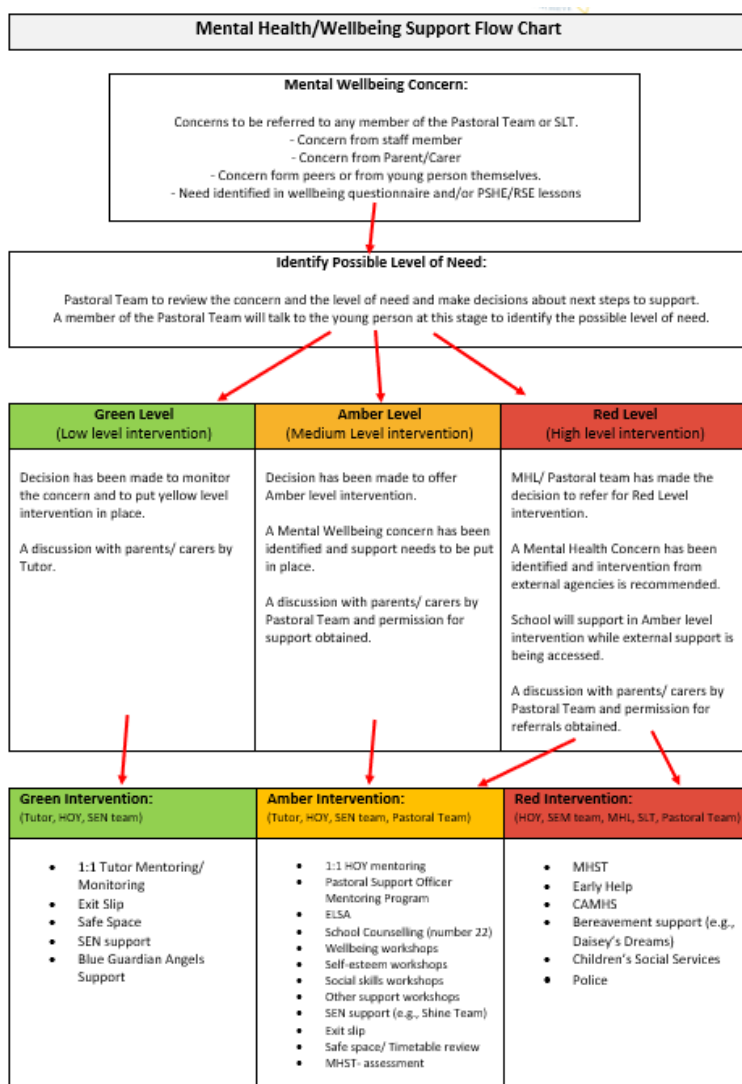 Mental Health/Wellbeing Support Flow Chart
Mental Wellbeing Concern:
Concerns to be referred to any member of the Pastoral Team or SLT.
- Concern from staff member
- Concern from Parent/Carer
- Concern form peers or from young person themselves.
- Need identified in wellbeing questionnaire and/or PSHE/RSE lessons
Identify Possible Level of Need:
Pastoral Team to review the concern and the level of need and make decisions about next steps to support.
A member of the Pastoral Team will talk to the young person at this stage to identify the possible level of need.
Green Level
(Low level intervention)
Decision has been made to monitor
the concern and to put yellow level
intervention in place.
A discussion with parents/ carers by
Tutor.
Amber Level
(Medium Level intervention)
Decision has been made to offer
Amber level intervention.
A Mental Wellbeing concern has been
identified and support needs to be put
in place.
A discussion with parents/ carers by
Pastoral Team and permission for
support obtained.
Red Level
(High level intervention)
MHL/ Pastoral team has made the
decision to refer for Red Level
intervention.
A Mental Health Concern has been
identified and intervention from
external agencies is recommended.
School will support in Amber level
intervention while external support is
being accessed.
A discussion with parents/ carers by
Pastoral Team and permission for
referrals obtained.
Green Intervention:
(Tutor, HOY, SEN team)
• 1:1 Tutor Mentoring/
Monitoring
• Exit Slip
• Safe Space
• SEN support
• Blue Guardian Angels
Support
Amber Intervention:
(Tutor, HOY, SEN team, Pastoral Team)
• 1:1 HOY mentoring
• Pastoral Support Officer
Mentoring Program
• ELSA
• School Counselling (number 22)
• Wellbeing workshops
• Self-esteem workshops
• Social skills workshops
• Other support workshops
• SEN support (e.g., Shine Team)
• Exit slip
• Safe space/ Timetable review
• MHST- assessment
Red Intervention:
(HOY, SEM team, MHL, SLT, Pastoral Team)
• MHST
• Early Help
• CAMHS
• Bereavement support (e.g.,
Daisey's Dreams)
• Children's Social Services
• Police